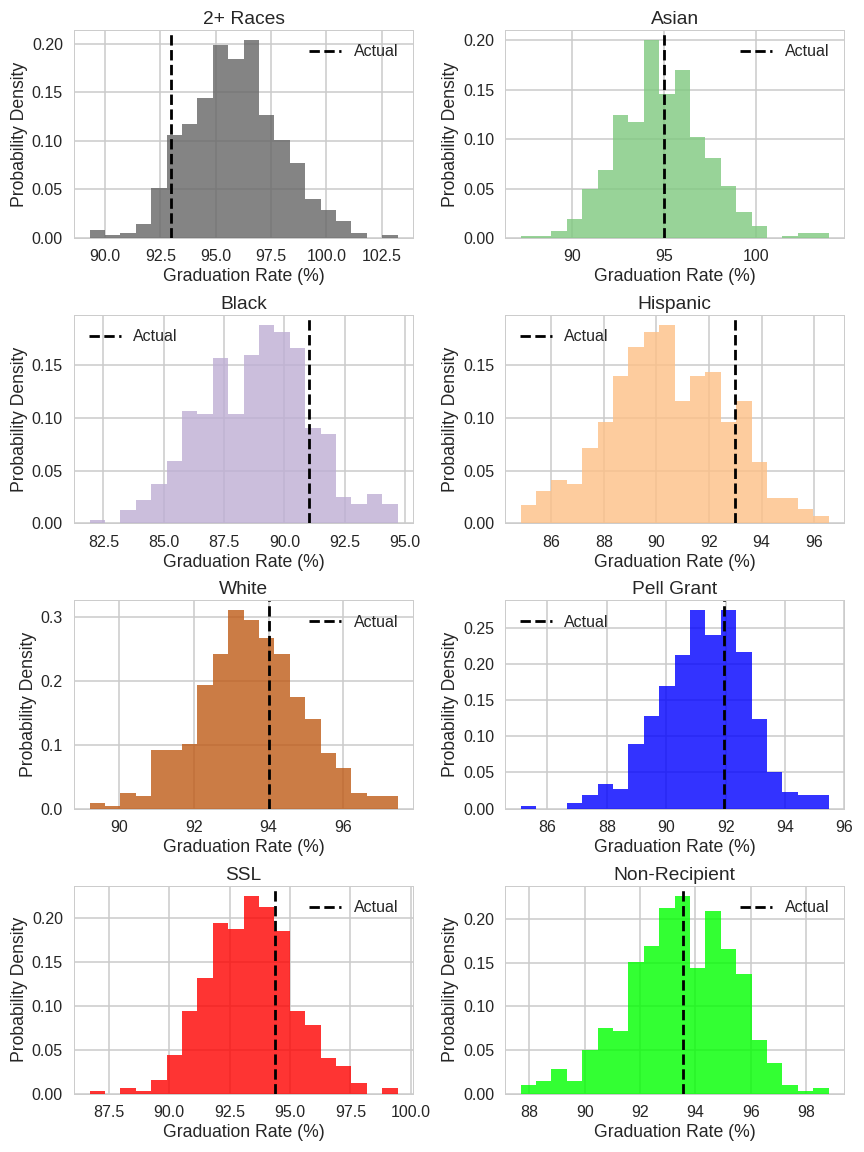 2+ Races
Probability Density
0.20
0.15
0.10
0.05
0.00
Actual
90.0 92.5 95.0 97.5 100.0 102.5
Graduation Rate (%)
Asian
Probability Density
0.20
0.15
0.10
0.05
0.00
Actual
90 95 100
Graduation Rate (%)
Black
Probability Density
0.15
0.10
0.05
0.00
Actual
82.5 85.0 87.5 90.0 92.5 95.0
Graduation Rate (%)
Hispanic
Probability Density
0.15
0.10
0.05
0.00
Actual
86 88 90 92 94 96
Graduation Rate (%)
White
Probability Density
0.3
0.2
0.1
0.0
Actual
90 92 94 96
Graduation Rate (%)
Pell Grant
Probability Density
0.25
0.20
0.15
0.10
0.05
0.00
Actual
86 88 90 92 94 96
Graduation Rate (%)
SSL
Probability Density
0.20
0.15
0.10
0.05
0.00
Actual
87.5 90.0 92.5 95.0 97.5 100.0
Graduation Rate (%)
Non-Recipient
Probability Density
0.20
0.15
0.10
0.05
0.00
Actual
88 90 92 94 96 98
Graduation Rate (%)